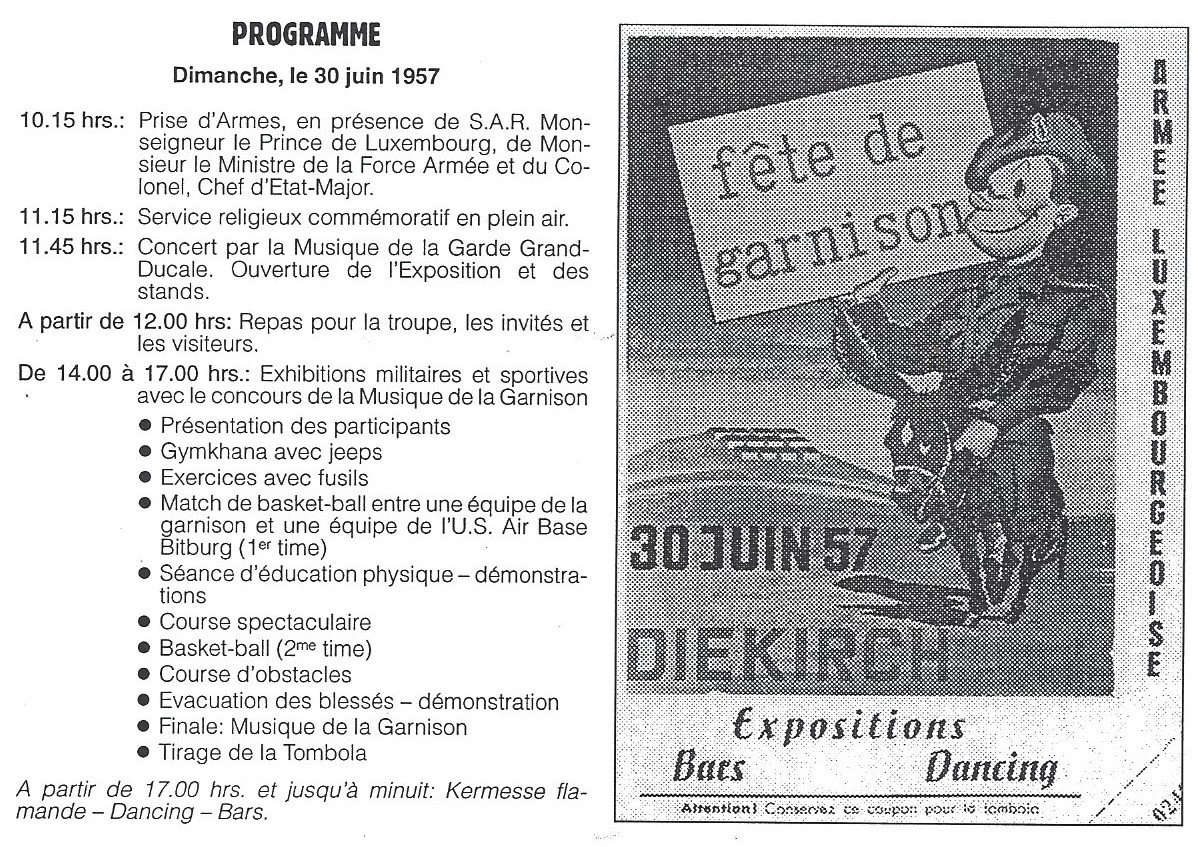 PROGRAMME
Dimanche, le 30 juin 1957
10.15 hrs.: Prise d'Armes, en présence de S.A.R. Mon-
seigneur le Prince de Luxembourg, de Mon-
sieur le Ministre de la Force Armée et du Co-
lonel, Chef d'Etat-Major.
11.15 hrs.: Service religieux commémoratif en plein air.
11.45 hrs.: Concert par la Musique de la Garde Grand-
Ducale. Ouverture de l'Exposition et des
stands.
A partir de 12.00 hrs: Repas pour la troupe, les invités et
les visiteurs.
De 14.00 à 17.00 hrs.: Exhibitions militaires et sportives
avec le concours de la Musique de la Garnison
● Présentation des participants
● Gymkhana avec jeeps
● Exercices avec fusils
● Match de basket-ball entre une équipe de la
garnison et une équipe de l'U.S. Air Base
Bitburg (1er time)
● Séance d'éducation physique – démonstra-
tions
● Course spectaculaire
● Basket-ball (2me time)
● Course d'obstacles
● Evacuation des blessés – démonstration
● Finale: Musique de la Garnison
● Tirage de la Tombola
A partir de 17.00 hrs. et jusqu'à minuit: Kermesse fla-
mande – Dancing – Bars.
fête de
garnison
ARMEE LUXEMBOURGEOISE
30 JUIN 57
DIEKIRCH
Expositions
Bars Dancing
Attention! Conservez ce coupon pour la tombola